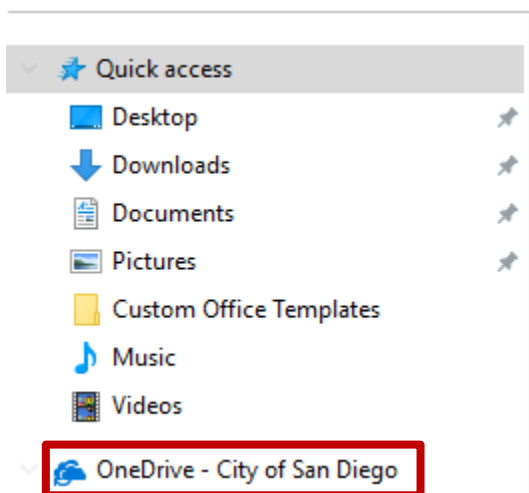 Quick access
Desktop
Downloads
Documents
Pictures
Custom Office Templates
Music
Videos
OneDrive - City of San Diego